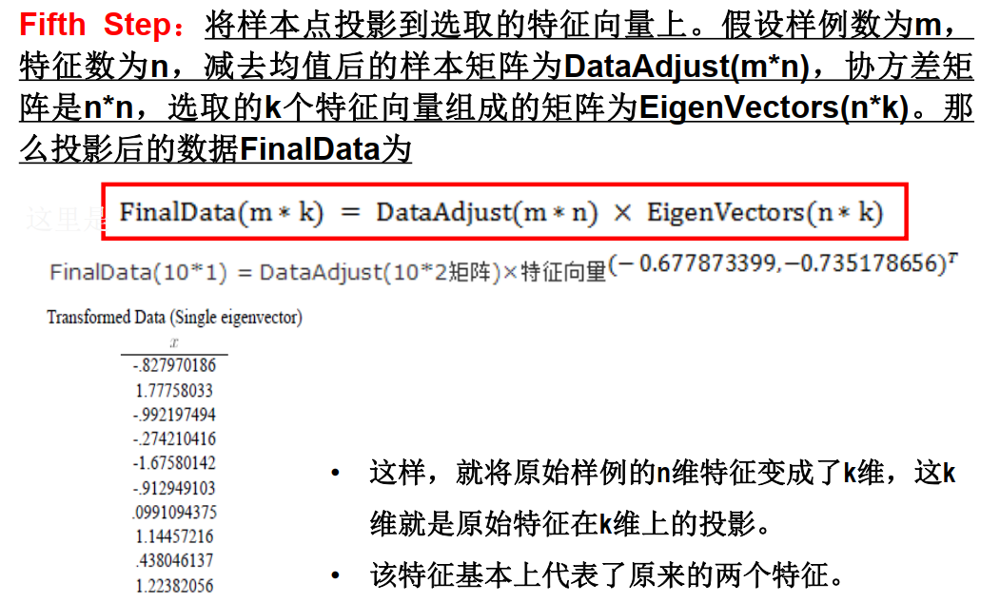 Fifth Step：将样本点投影到选取的特征向量上。假设样例数为m，
特征数为n，减去均值后的样本矩阵为DataAdjust(m*n)，协方差矩
阵是n*n，选取的k个特征向量组成的矩阵为EigenVectors(n*k)。那
么投影后的数据FinalData为
这里是
FinalData(m * k) = DataAdjust(m * n) × EigenVectors(n * k)
FinalData(10*1) = DataAdjust(10*2矩阵)×特征向量(−0.677873399,−0.735178656)ᵀ
Transformed Data (Single eigenvector)
x
-.827970186
1.77758033
-.992197494
-.274210416
-1.67580142
-.912949103
.0991094375
1.14457216
.438046137
1.22382056
• 这样，就将原始样例的n维特征变成了k维，这k
维就是原始特征在k维上的投影。
• 该特征基本上代表了原来的两个特征。